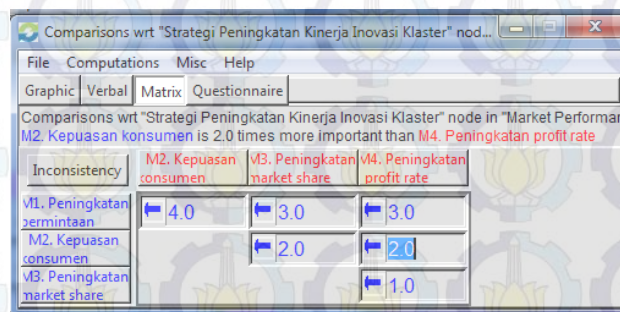 Comparisons wrt "Strategi Peningkatan Kinerja Inovasi Klaster" nod...
File Computations Misc Help
Graphic Verbal Matrix Questionnaire
Comparisons wrt "Strategi Peningkatan Kinerja Inovasi Klaster" node in "Market Performan
M2. Kepuasan konsumen is 2.0 times more important than M4. Peningkatan profit rate
Inconsistency
M2. Kepuasan
konsumen
M3. Peningkatan
market share
M4. Peningkatan
profit rate
M1. Peningkatan
permintaan
4.0 3.0 3.0
M2. Kepuasan
konsumen
2.0 2.0
M3. Peningkatan
market share
1.0